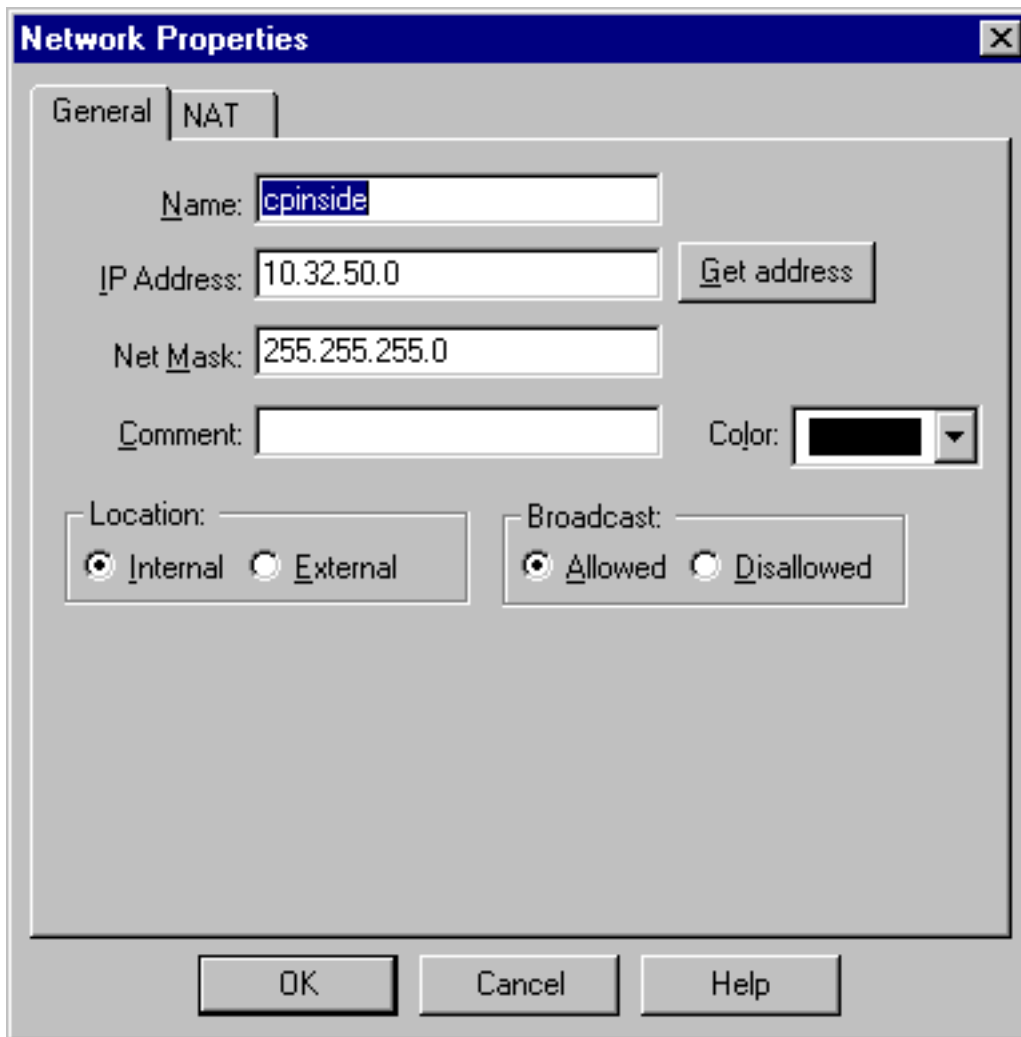 Network Properties
General NAT
Name: cpinside
IP Address: 10.32.50.0 Get address
Net Mask: 255.255.255.0
Comment: Color:
Location: Broadcast:
Internal External Allowed Disallowed
OK Cancel Help